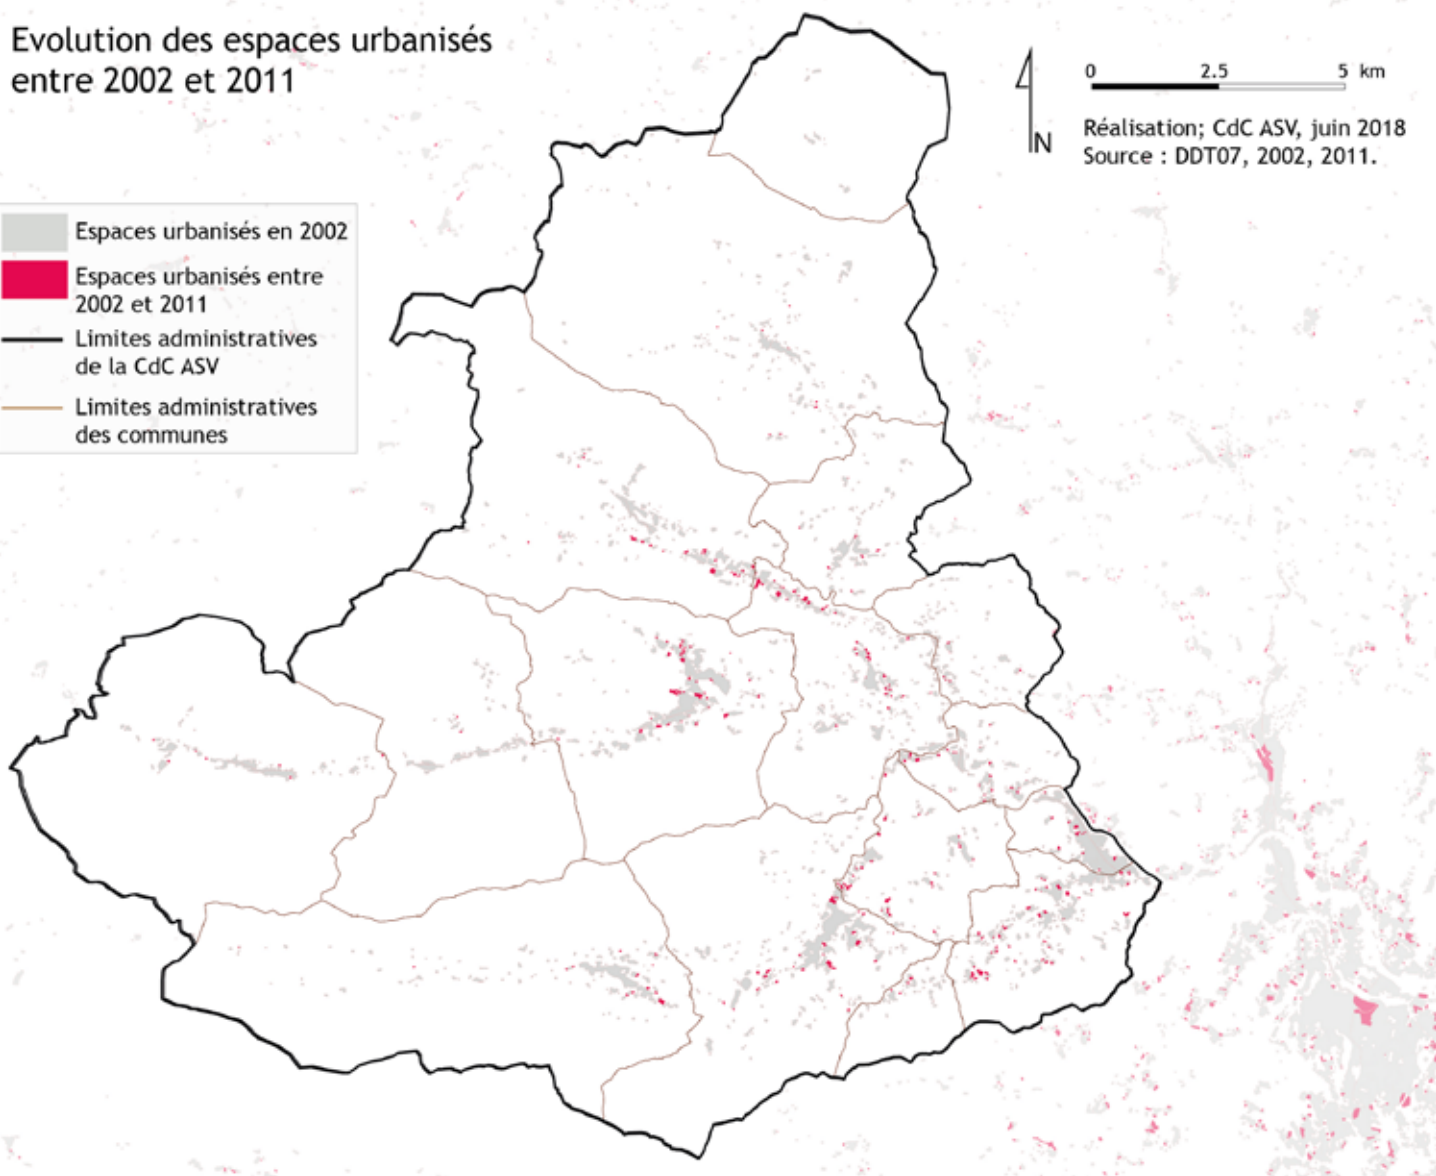 Evolution des espaces urbanisés
entre 2002 et 2011
0 2.5 5 km
N
Réalisation; CdC ASV, juin 2018
Source : DDT07, 2002, 2011.
Espaces urbanisés en 2002
Espaces urbanisés entre
2002 et 2011
Limites administratives
de la CdC ASV
Limites administratives
des communes